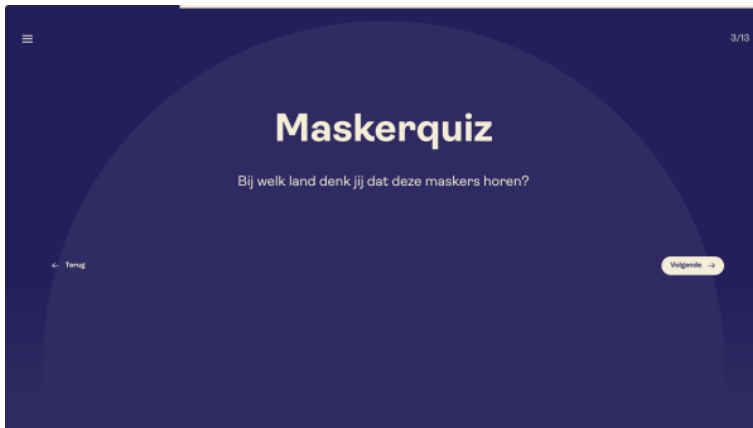 3/13
Maskerquiz
Bij welk land denk jij dat deze maskers horen?
← Terug
Volgende →